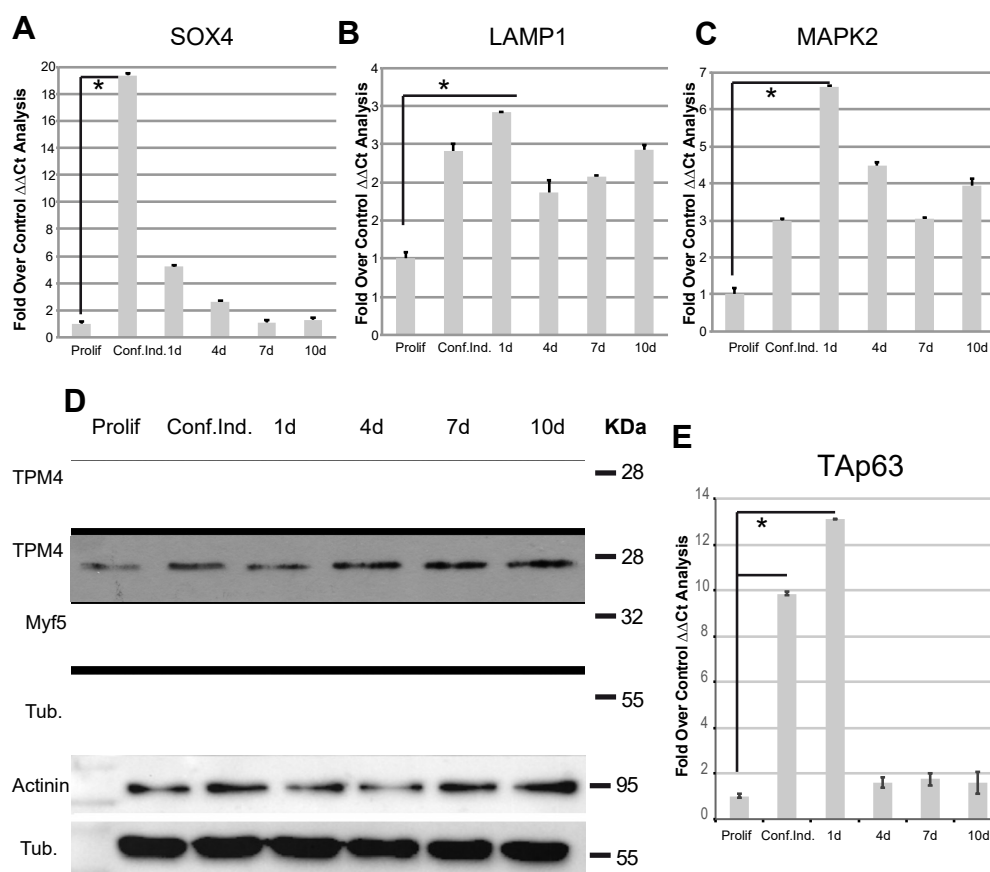 A
SOX4
Fold Over Control ΔΔCt Analysis
20
18
16
14
12
10
8
6
4
2
0
Prolif Conf.Ind. 1d 4d 7d 10d
*
B
LAMP1
Fold Over Control ΔΔCt Analysis
4
3
3
2
2
1
1
0
Prolif Conf.Ind. 1d 4d 7d 10d
*
C
MAPK2
Fold Over Control ΔΔCt Analysis
7
6
5
4
3
2
1
0
Prolif Conf.Ind. 1d 4d 7d 10d
*
D
Prolif Conf.Ind. 1d 4d 7d 10d KDa
TPM4 28
TPM4 28
Myf5 32
Tub. 55
Actinin 95
Tub. 55
E
TAp63
Fold Over Control ΔΔCt Analysis
14
12
10
8
6
4
2
0
Prolif Conf.Ind. 1d 4d 7d 10d
*